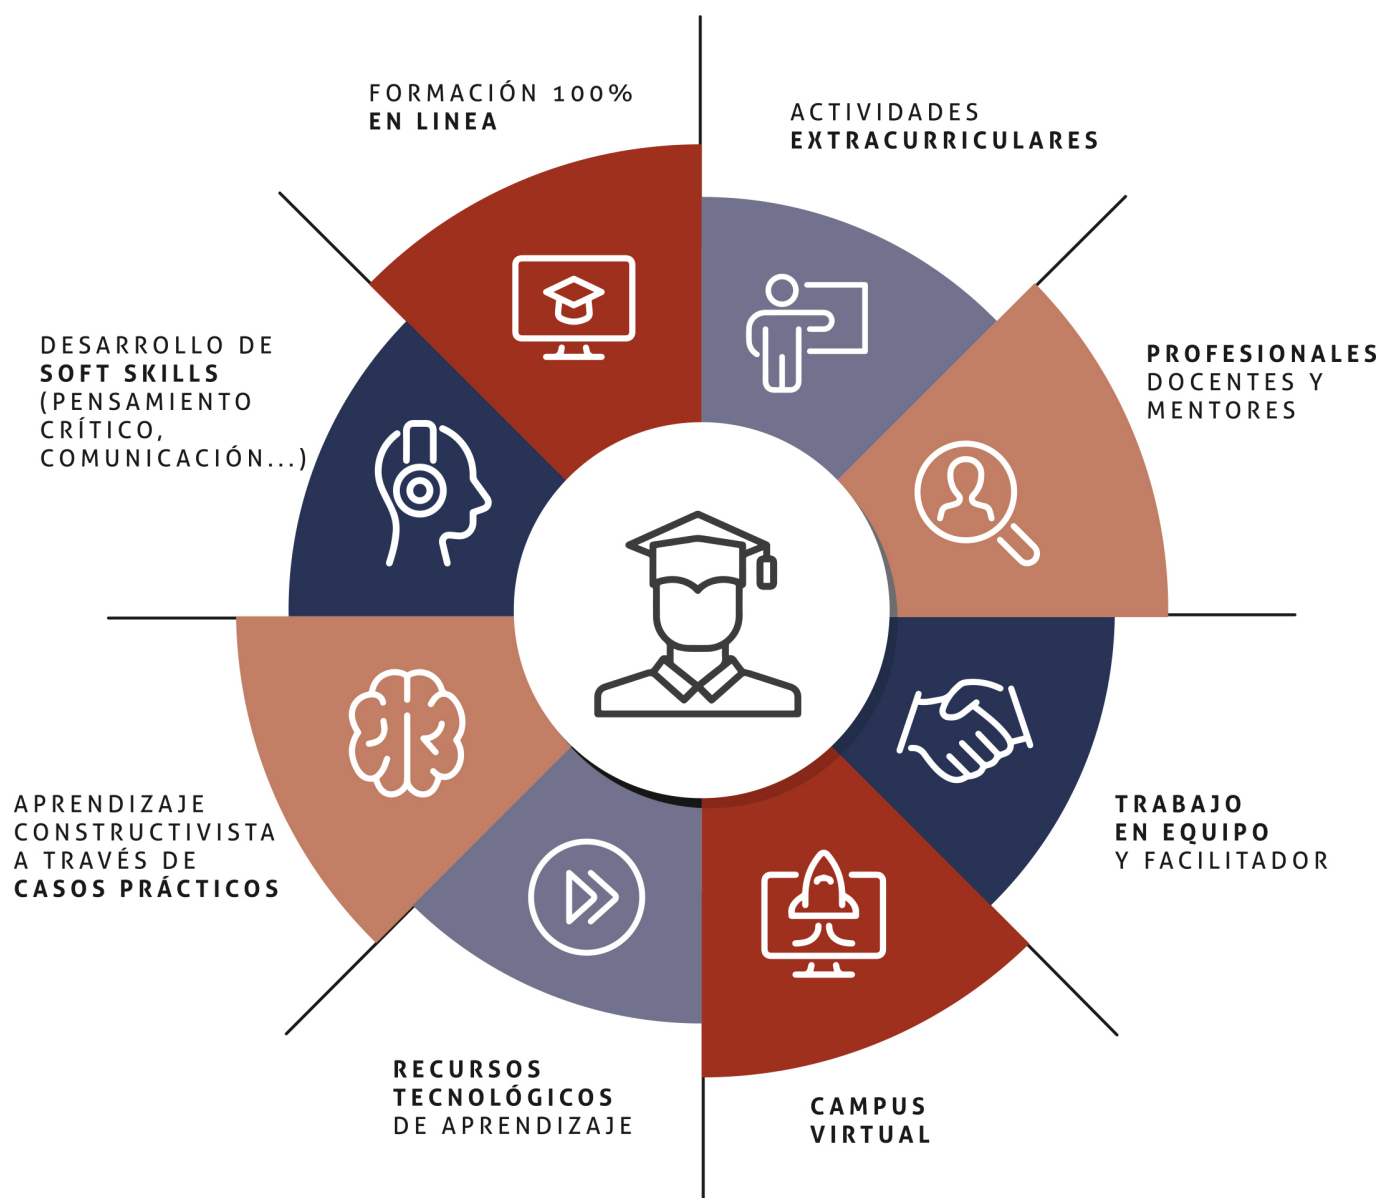 FORMACIÓN 100%
EN LINEA
ACTIVIDADES
EXTRACURRICULARES
PROFESIONALES
DOCENTES Y
MENTORES
TRABAJO
EN EQUIPO
Y FACILITADOR
CAMPUS
VIRTUAL
RECURSOS
TECNOLÓGICOS
DE APRENDIZAJE
APRENDIZAJE
CONSTRUCTIVISTA
A TRAVÉS DE
CASOS PRÁCTICOS
DESARROLLO DE
SOFT SKILLS
(PENSAMIENTO
CRÍTICO,
COMUNICACIÓN...)